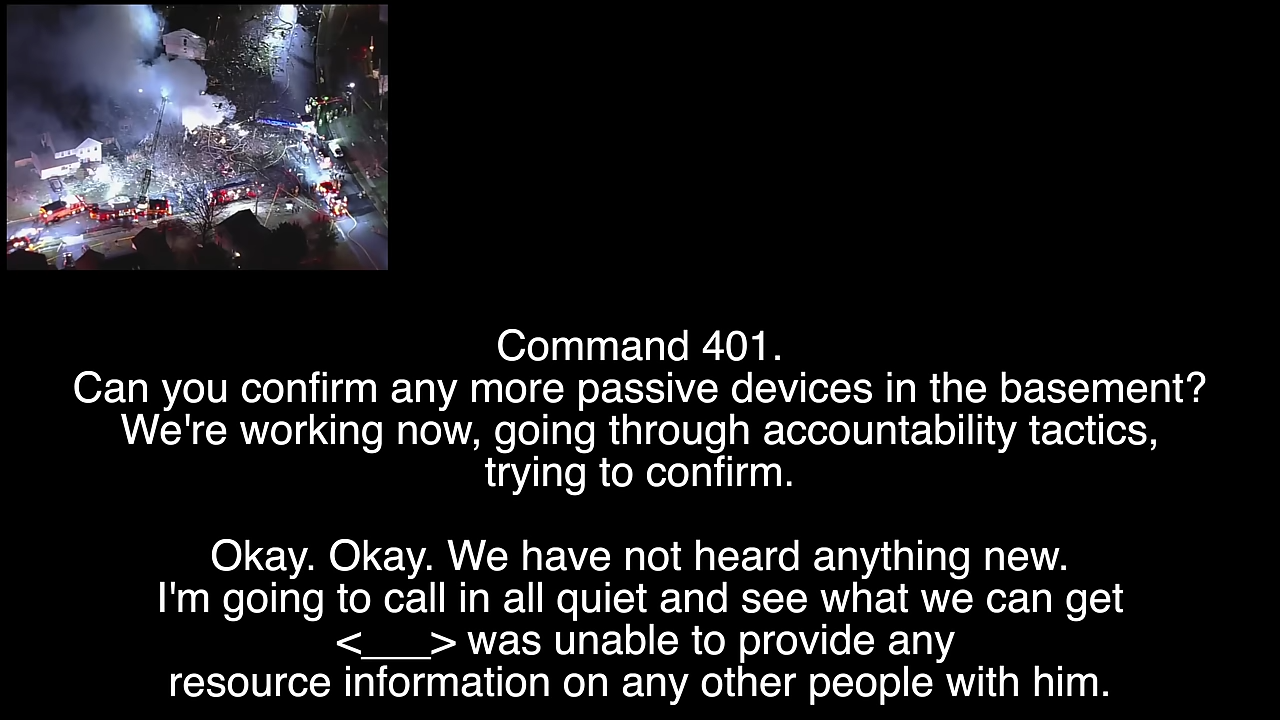 Command 401.
Can you confirm any more passive devices in the basement?
We're working now, going through accountability tactics,
trying to confirm.
Okay. Okay. We have not heard anything new.
I'm going to call in all quiet and see what we can get
<___> was unable to provide any
resource information on any other people with him.